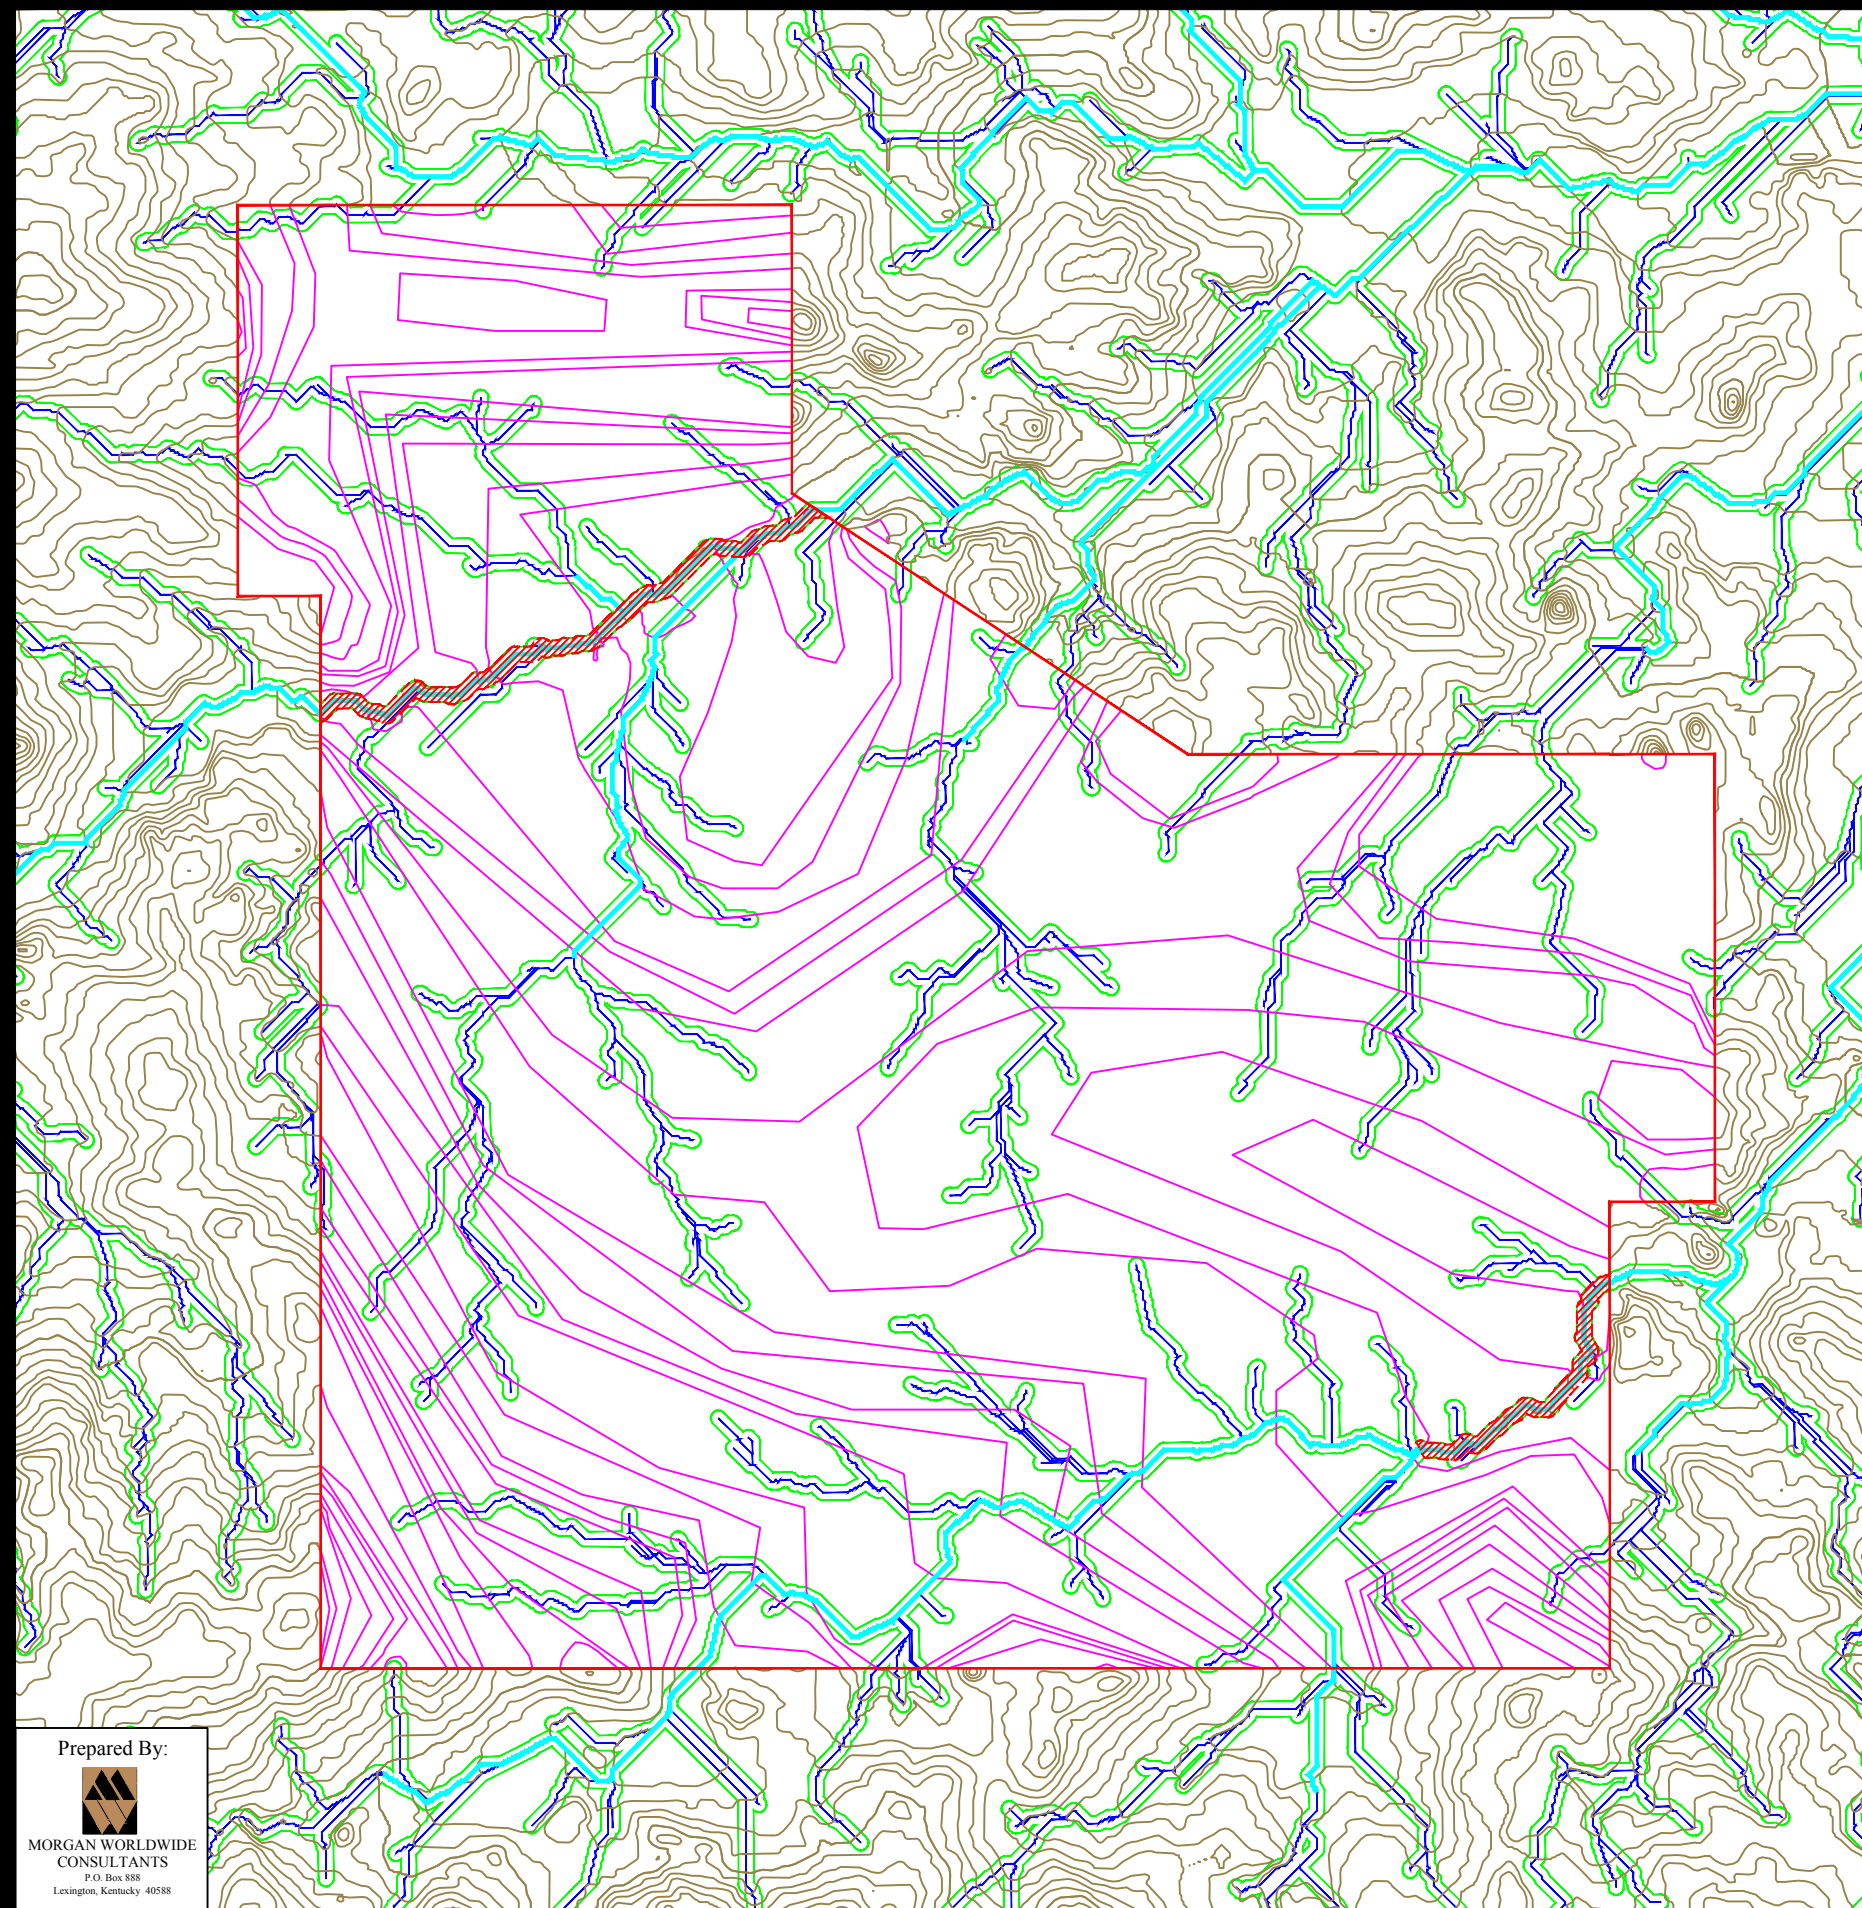 Prepared By:
MORGAN WORLDWIDE
CONSULTANTS
P.O. Box 888
Lexington, Kentucky 40588